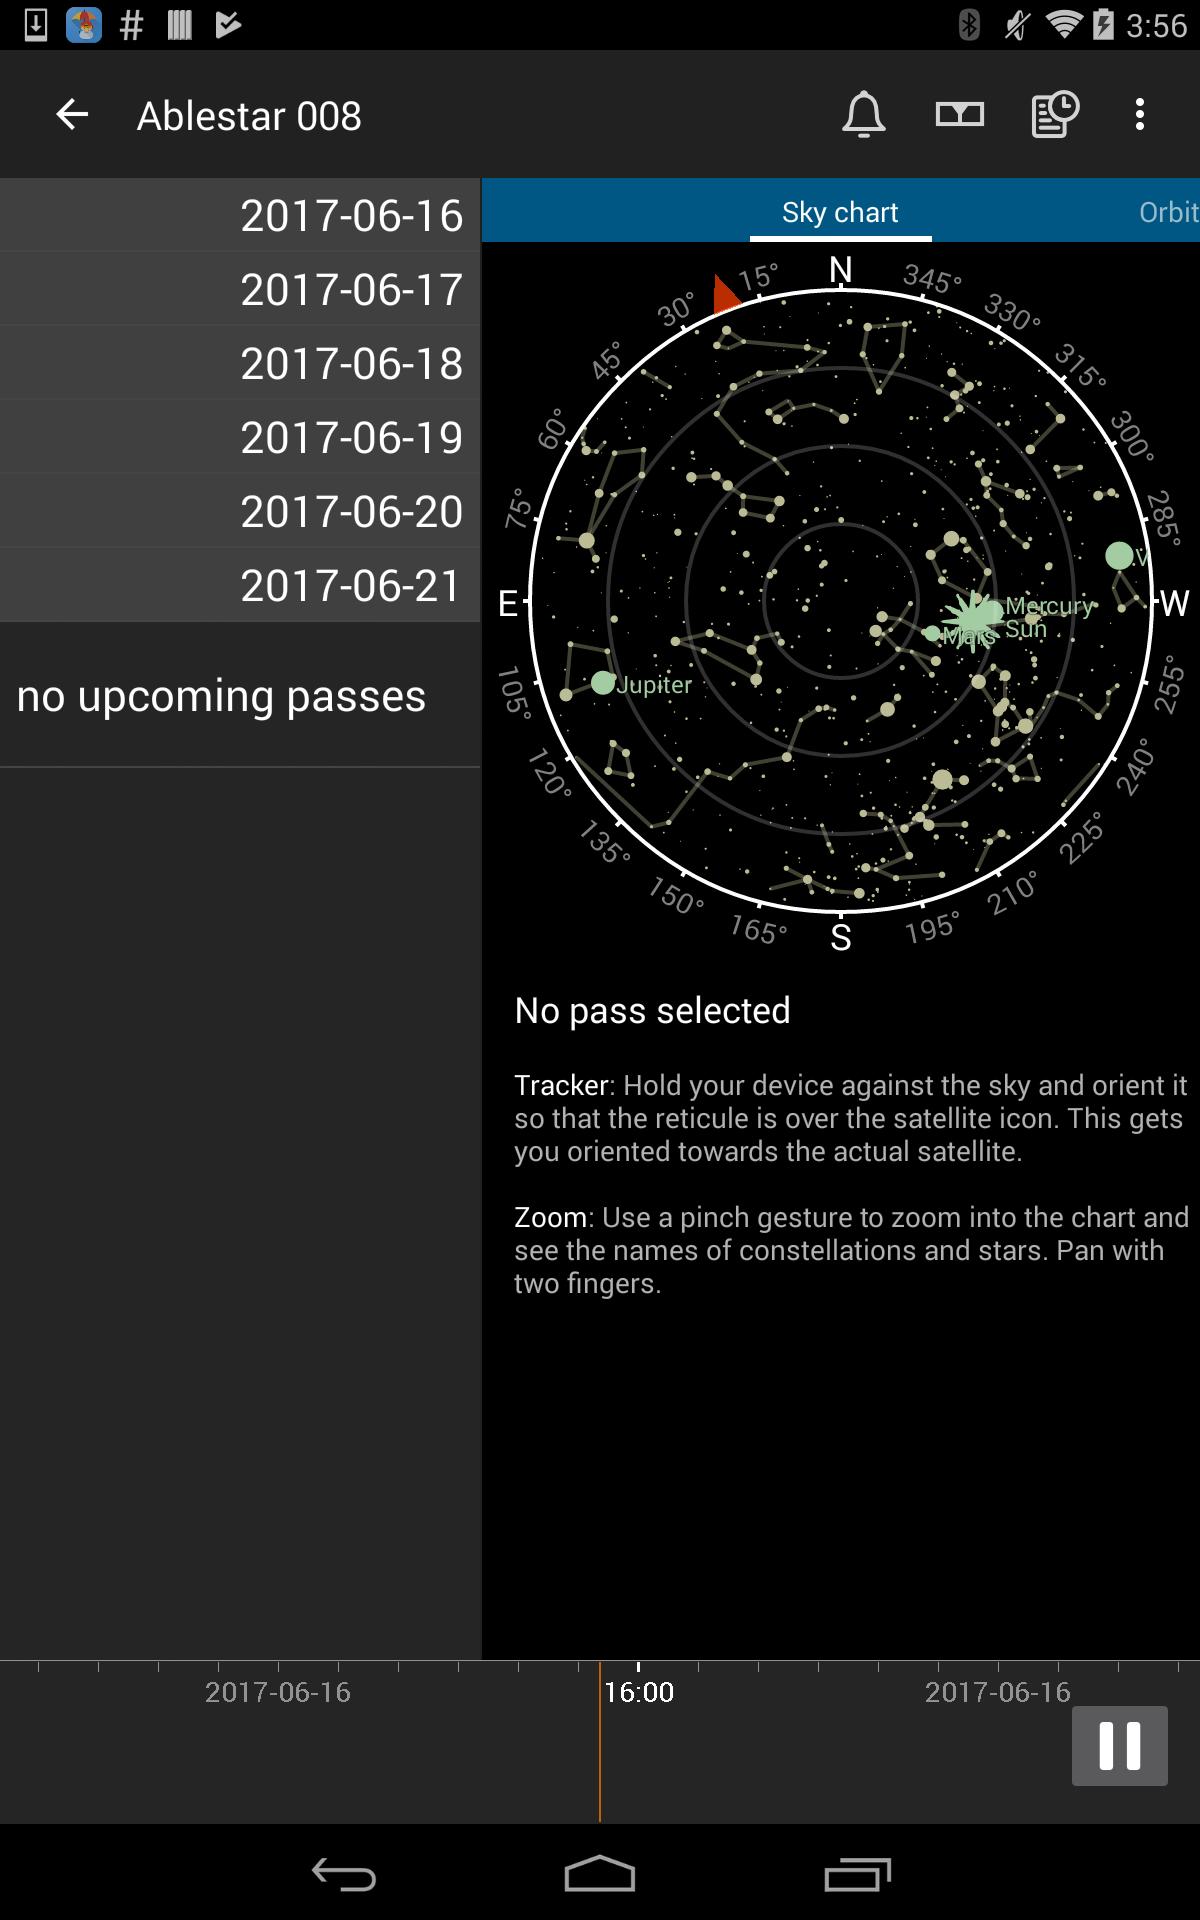 3:56
Ablestar 008
2017-06-16
2017-06-17
2017-06-18
2017-06-19
2017-06-20
2017-06-21
no upcoming passes
Sky chart
Orbit
N
15°
345°
30°
330°
45°
315°
60°
300°
75°
285°
E
W
105°
255°
120°
240°
135°
225°
150°
210°
165°
195°
S
Mercury
Sun
Mars
Jupiter
No pass selected
Tracker: Hold your device against the sky and orient it
so that the reticule is over the satellite icon. This gets
you oriented towards the actual satellite.
Zoom: Use a pinch gesture to zoom into the chart and
see the names of constellations and stars. Pan with
two fingers.
2017-06-16
16:00
2017-06-16